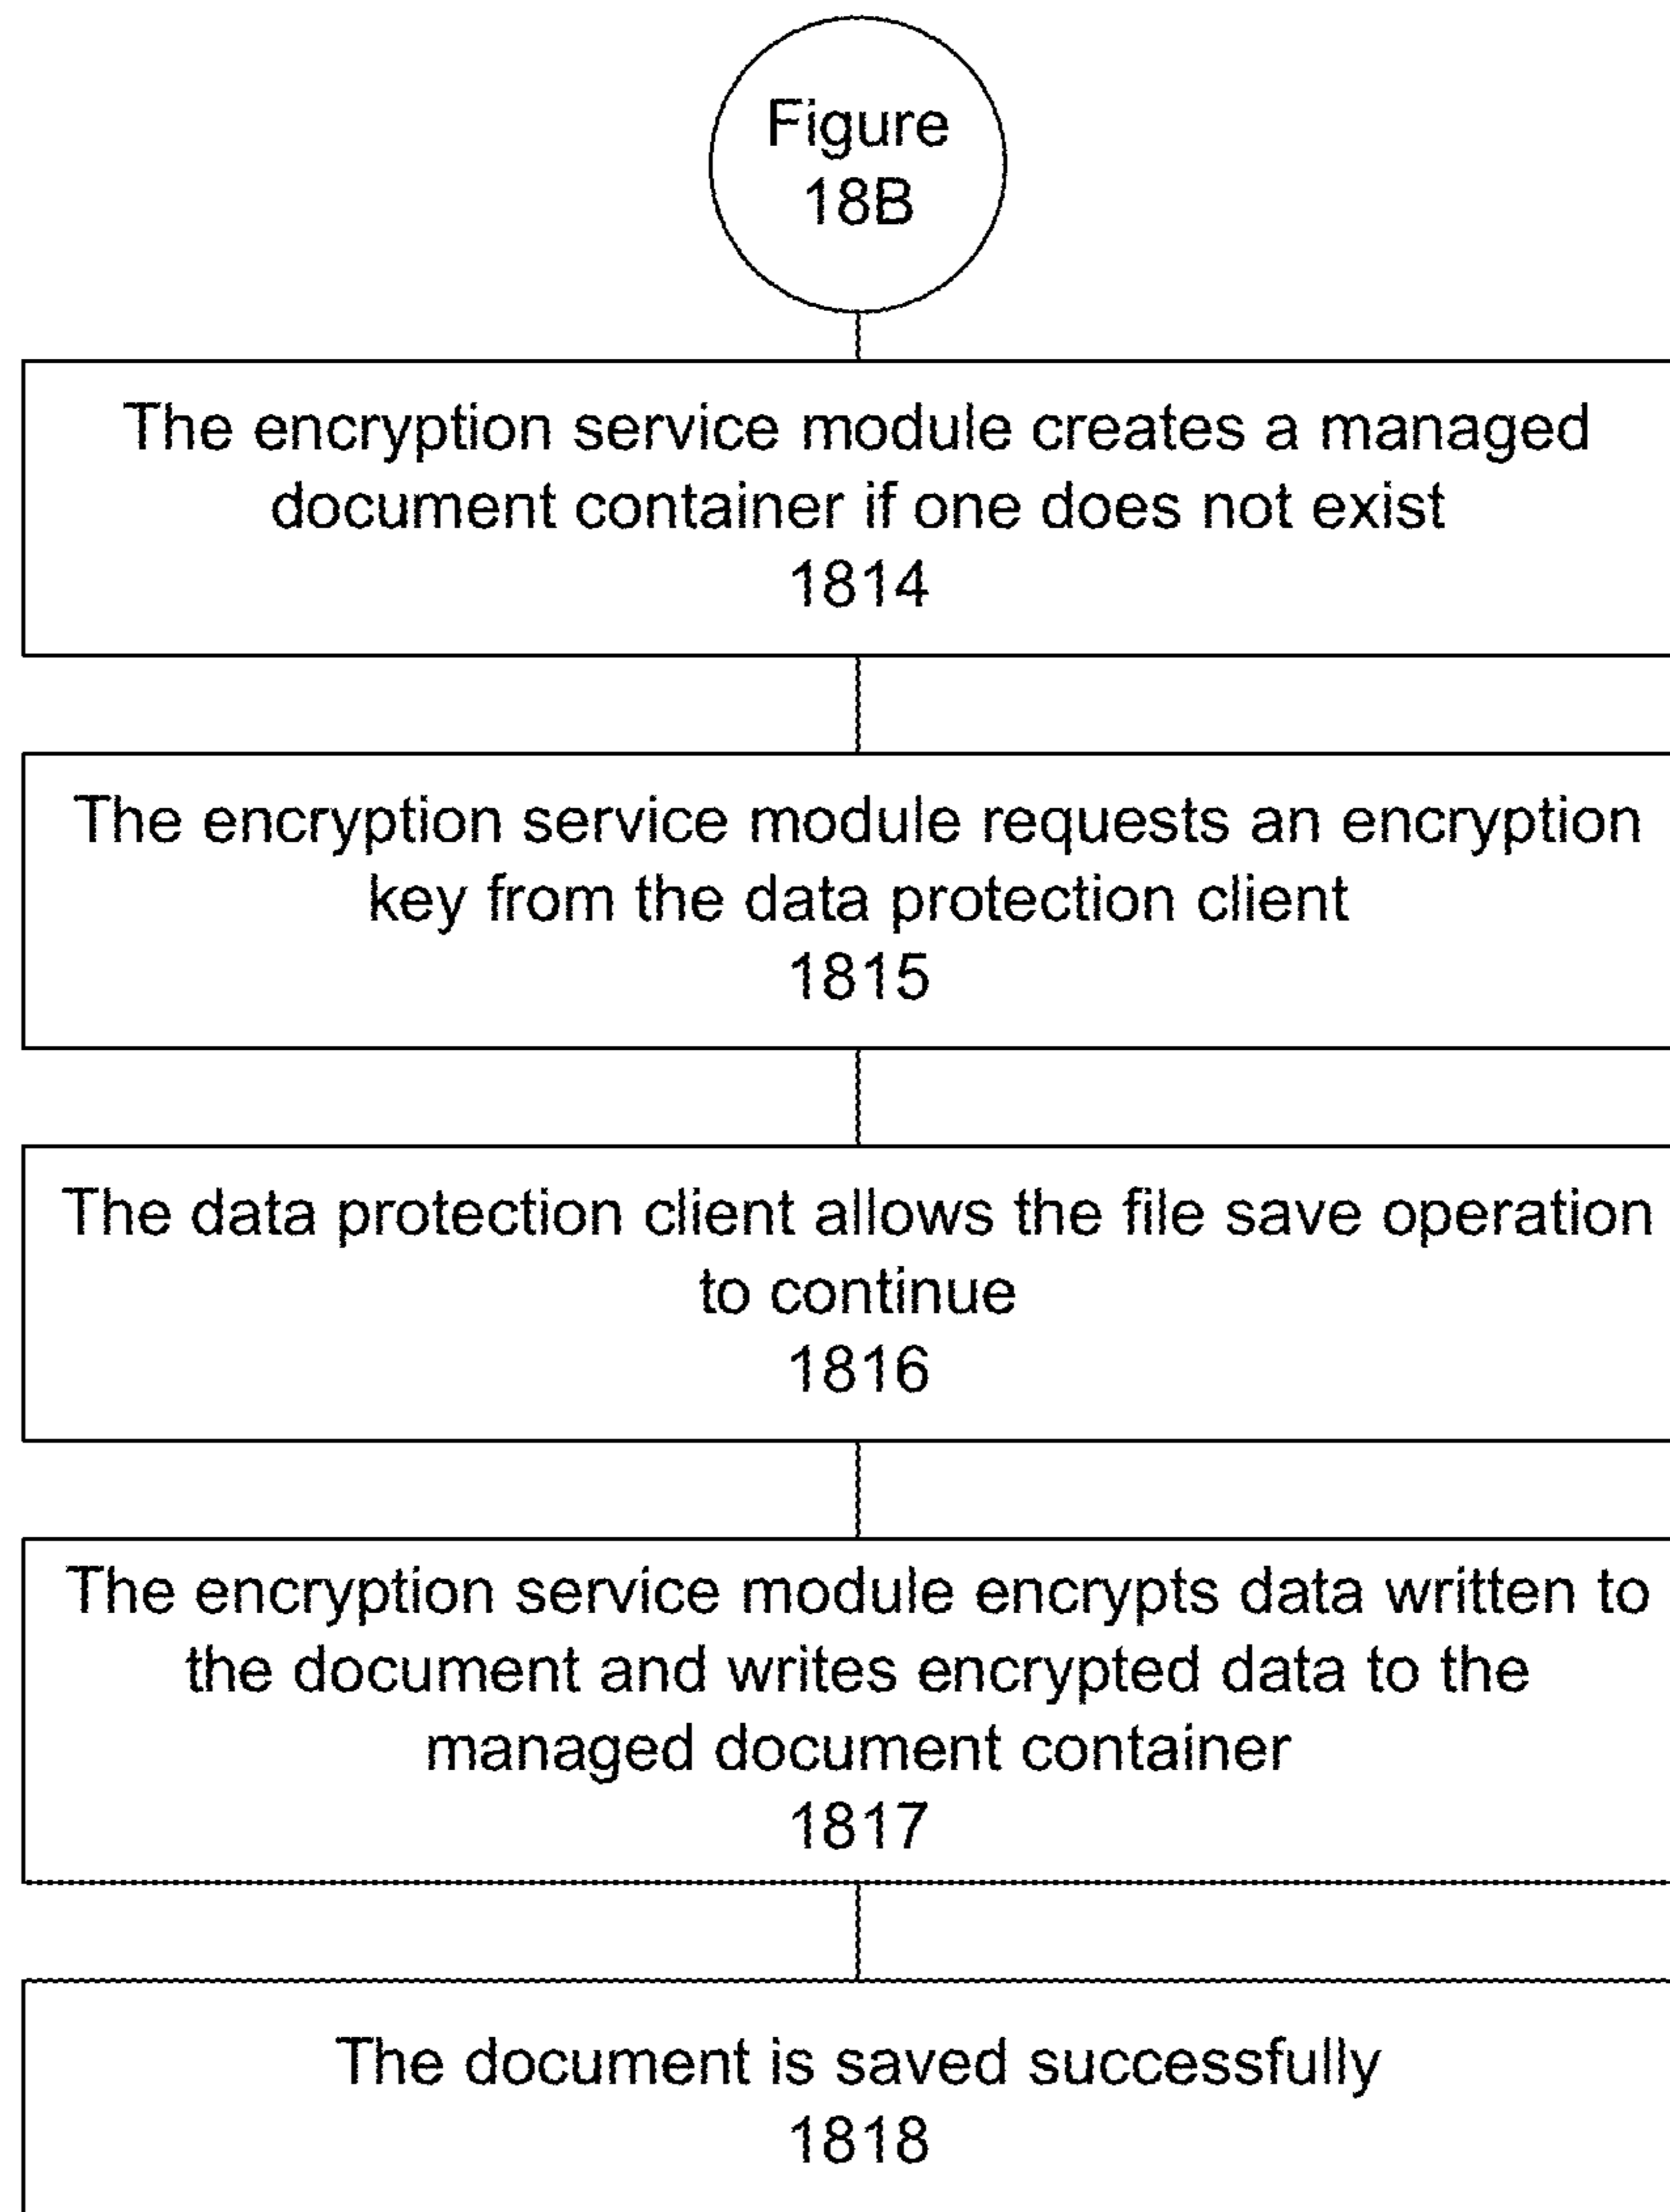 Figure
18B
The encryption service module creates a managed
document container if one does not exist
1814
The encryption service module requests an encryption
key from the data protection client
1815
The data protection client allows the file save operation
to continue
1816
The encryption service module encrypts data written to
the document and writes encrypted data to the
managed document container
1817
The document is saved successfully
1818